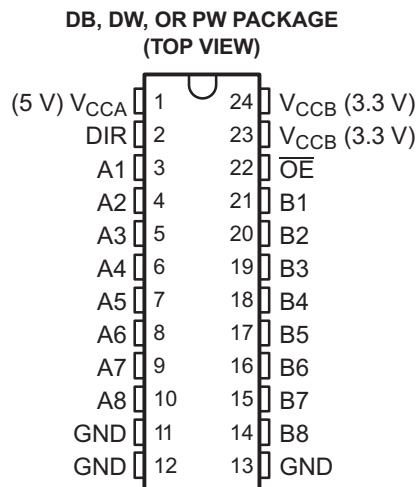 DB, DW, OR PW PACKAGE
(TOP VIEW)
(5 V) VCCA 1 24 VCCB (3.3 V)
DIR 2 23 VCCB (3.3 V)
A1 3 22 O̅E̅
A2 4 21 B1
A3 5 20 B2
A4 6 19 B3
A5 7 18 B4
A6 8 17 B5
A7 9 16 B6
A8 10 15 B7
GND 11 14 B8
GND 12 13 GND